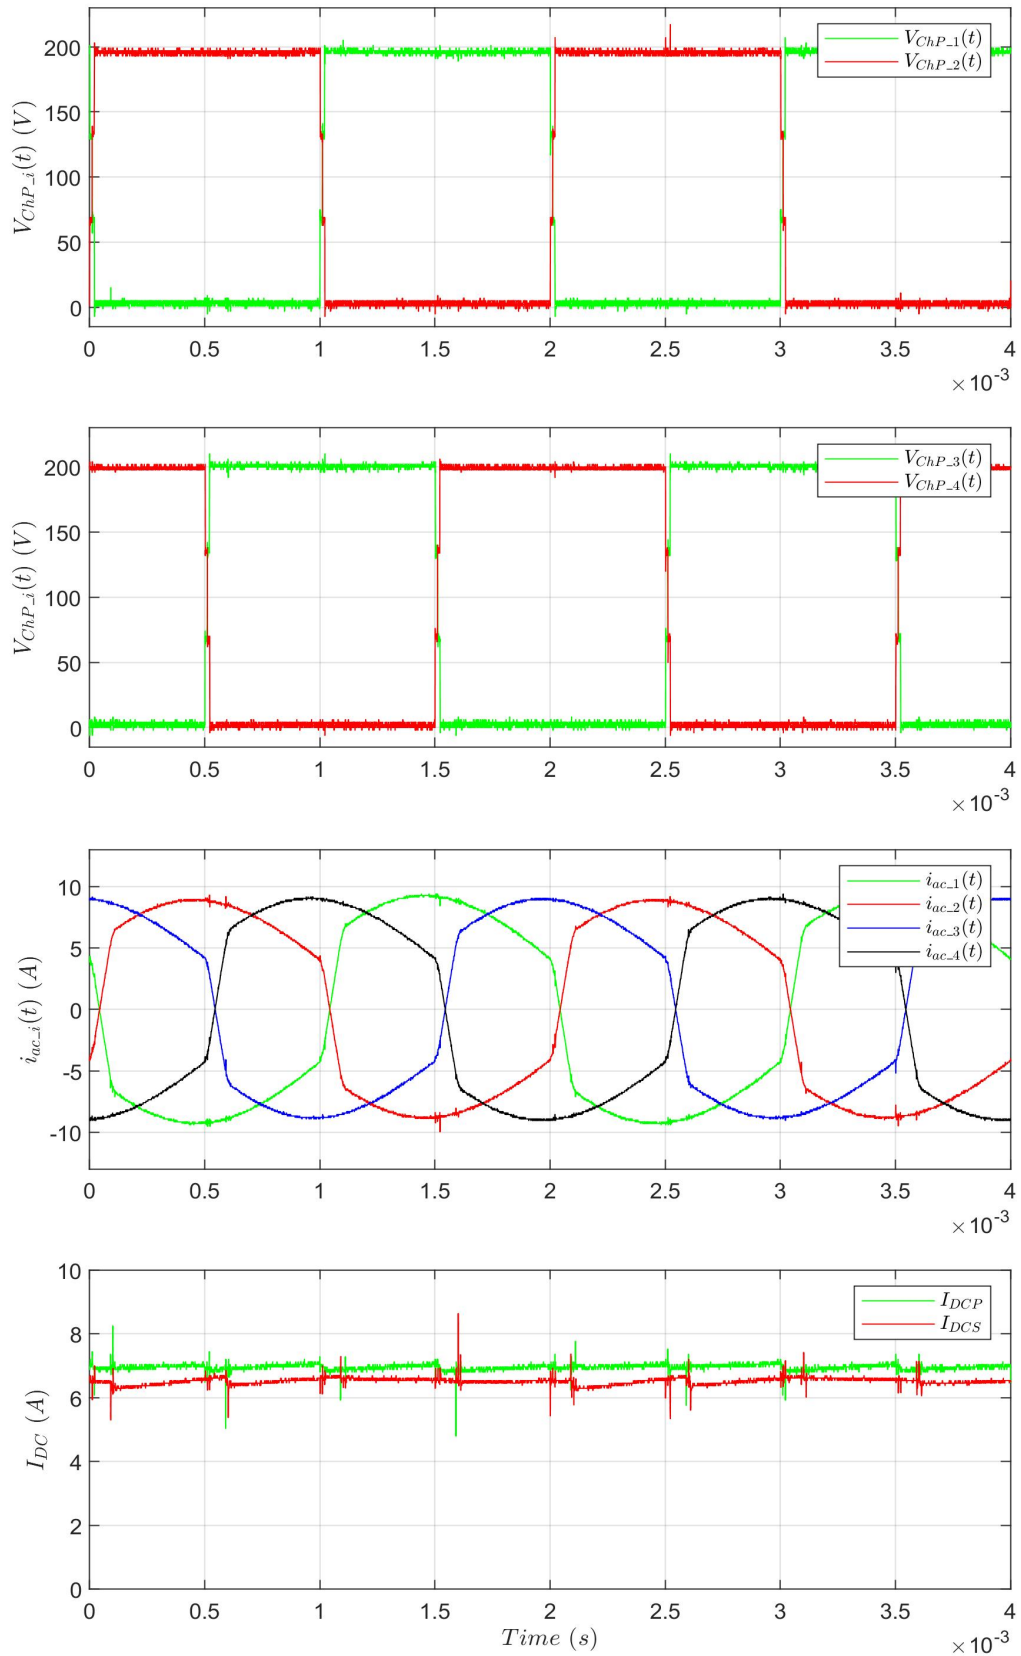 200
150
100
50
0
V_{ChP_i}(t) (V)
V_{ChP_1}(t)
V_{ChP_2}(t)
0 0.5 1 1.5 2 2.5 3 3.5 4
×10^{-3}
200
150
100
50
0
V_{ChP_i}(t) (V)
V_{ChP_3}(t)
V_{ChP_4}(t)
0 0.5 1 1.5 2 2.5 3 3.5 4
×10^{-3}
10
5
0
-5
-10
i_{ac_i}(t) (A)
i_{ac_1}(t)
i_{ac_2}(t)
i_{ac_3}(t)
i_{ac_4}(t)
0 0.5 1 1.5 2 2.5 3 3.5 4
×10^{-3}
10
8
6
4
2
0
I_{DC} (A)
I_{DCP}
I_{DCS}
0 0.5 1 1.5 2 2.5 3 3.5 4
Time (s)
×10^{-3}